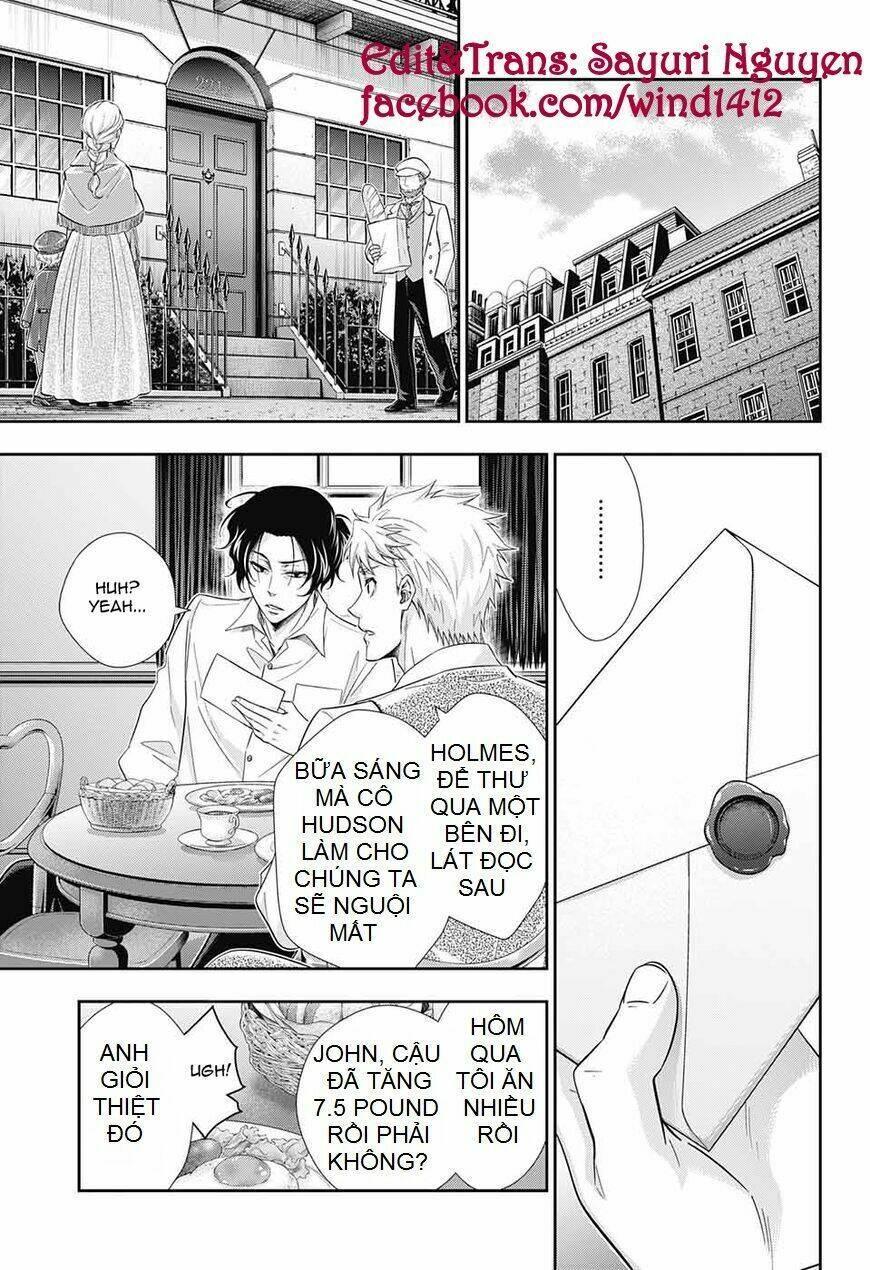 Edit&Trans: Sayuri Nguyen
facebook.com/wind1412
221
.........
HOLMES,
ĐỂ THƯ
QUA MỘT
BÊN ĐI,
LÁT ĐỌC
SAU
BỮA SÁNG
MÀ CÔ
HUDSON
LÀM CHO
CHÚNG TA
SẼ NGUỘI
MẤT
HUH?
YEAH...
HÔM
QUA
TÔI ĂN
NHIỀU
RỒI
JOHN, CẬU
ĐÃ TĂNG
7.5 POUND
RỒI PHẢI
KHÔNG?
UGH!
ANH
GIỎI
THIỆT
ĐÓ